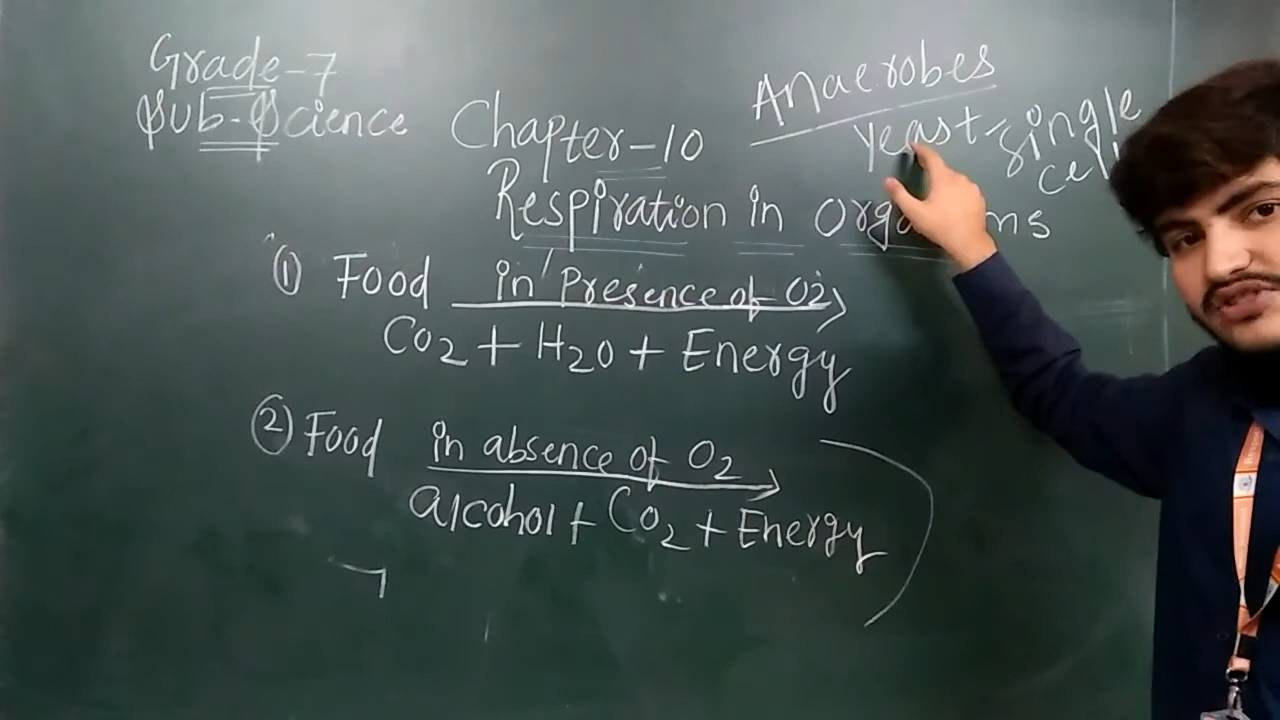 Grade-7
Sub-Science
Anaerobes
Yeast-single
cell
Chapter-10
Respiration in
① Food in presence of O2
CO2 + H2O + Energy
② Food in absence of O2
alcohol + CO2 + Energy